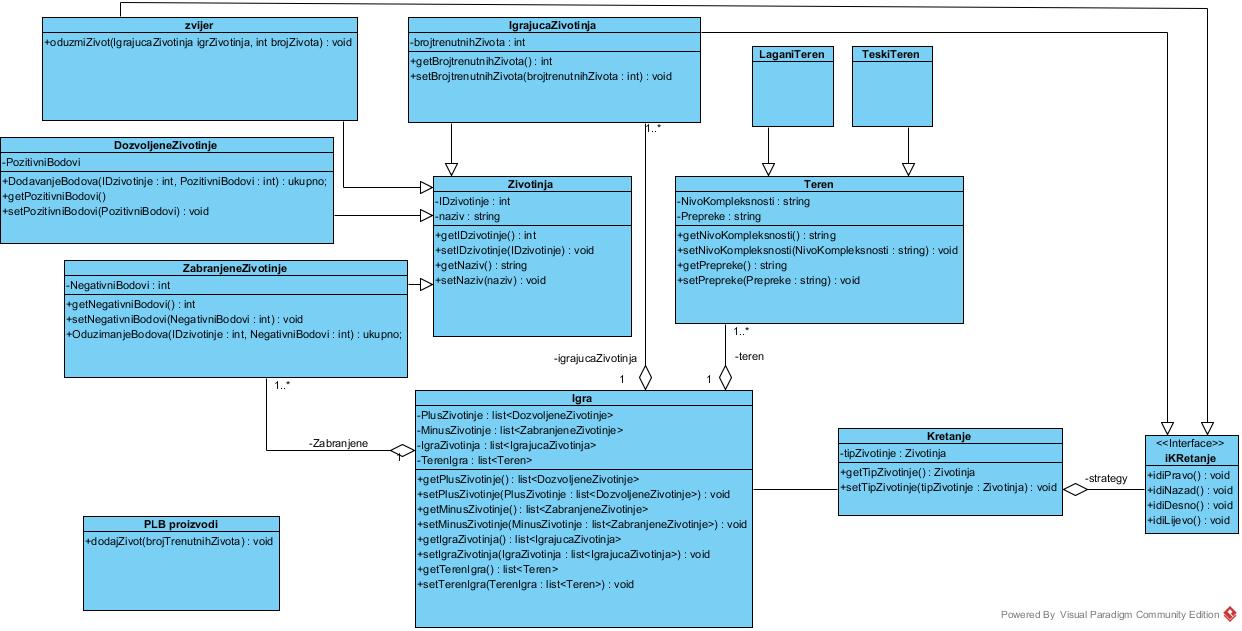 zvijer
+oduzmiZivot(IgrajucaZivotinja igrZivotinja, int brojZivota) : void
IgrajucaZivotinja
-brojtrenutnihZivota : int
+getBrojtrenutnihZivota() : int
+setBrojtrenutnihZivota(brojtrenutnihZivota : int) : void
1..*
LaganiTeren
TeskiTeren
DozvoljeneZivotinje
-PozitivniBodovi
+DodavanjeBodova(IDzivotinje : int, PozitivniBodovi : int) : ukupno;
+getPozitivniBodovi()
+setPozitivniBodovi(PozitivniBodovi) : void
Zivotinja
-IDzivotinje : int
-naziv : string
+getIDzivotinje() : int
+setIDzivotinje(IDzivotinje) : void
+getNaziv() : string
+setNaziv(naziv) : void
Teren
-NivoKompleksnosti : string
-Prepreke : string
+getNivoKompleksnosti() : string
+setNivoKompleksnosti(NivoKompleksnosti : string) : void
+getPrepreke() : string
+setPrepreke(Prepreke : string) : void
1..*
ZabranjeneZivotinje
-NegativniBodovi : int
+getNegativniBodovi() : int
+setNegativniBodovi(NegativniBodovi : int) : void
+OduzimanjeBodova(IDzivotinje : int, NegativniBodovi : int) : ukupno;
1..*
-igrajucaZivotinja
1
-teren
1
-Zabranjene
1
Igra
-PlusZivotinje : list<DozvoljeneZivotinje>
-MinusZivotinje : list<ZabranjeneZivotinje>
-IgraZivotinja : list<IgrajucaZivotinja>
-TerenIgra : list<Teren>
+getPlusZivotinje() : list<DozvoljeneZivotinje>
+setPlusZivotinje(PlusZivotinje : list<DozvoljeneZivotinje>) : void
+getMinusZivotinje() : list<ZabranjeneZivotinje>
+setMinusZivotinje(MinusZivotinje : list<ZabranjeneZivotinje>) : void
+getIgraZivotinja() : list<IgrajucaZivotinja>
+setIgraZivotinja(IgraZivotinja : list<IgrajucaZivotinja>) : void
+getTerenIgra() : list<Teren>
+setTerenIgra(TerenIgra : list<Teren>) : void
Kretanje
-tipZivotinje : Zivotinja
+getTipZivotinje() : Zivotinja
+setTipZivotinje(tipZivotinje : Zivotinja) : void
-strategy
<<Interface>>
iKRetanje
+idiPravo() : void
+idiNazad() : void
+idiDesno() : void
+idiLijevo() : void
PLB proizvodi
+dodajZivot(brojTrenutnihZivota) : void
Powered By Visual Paradigm Community Edition